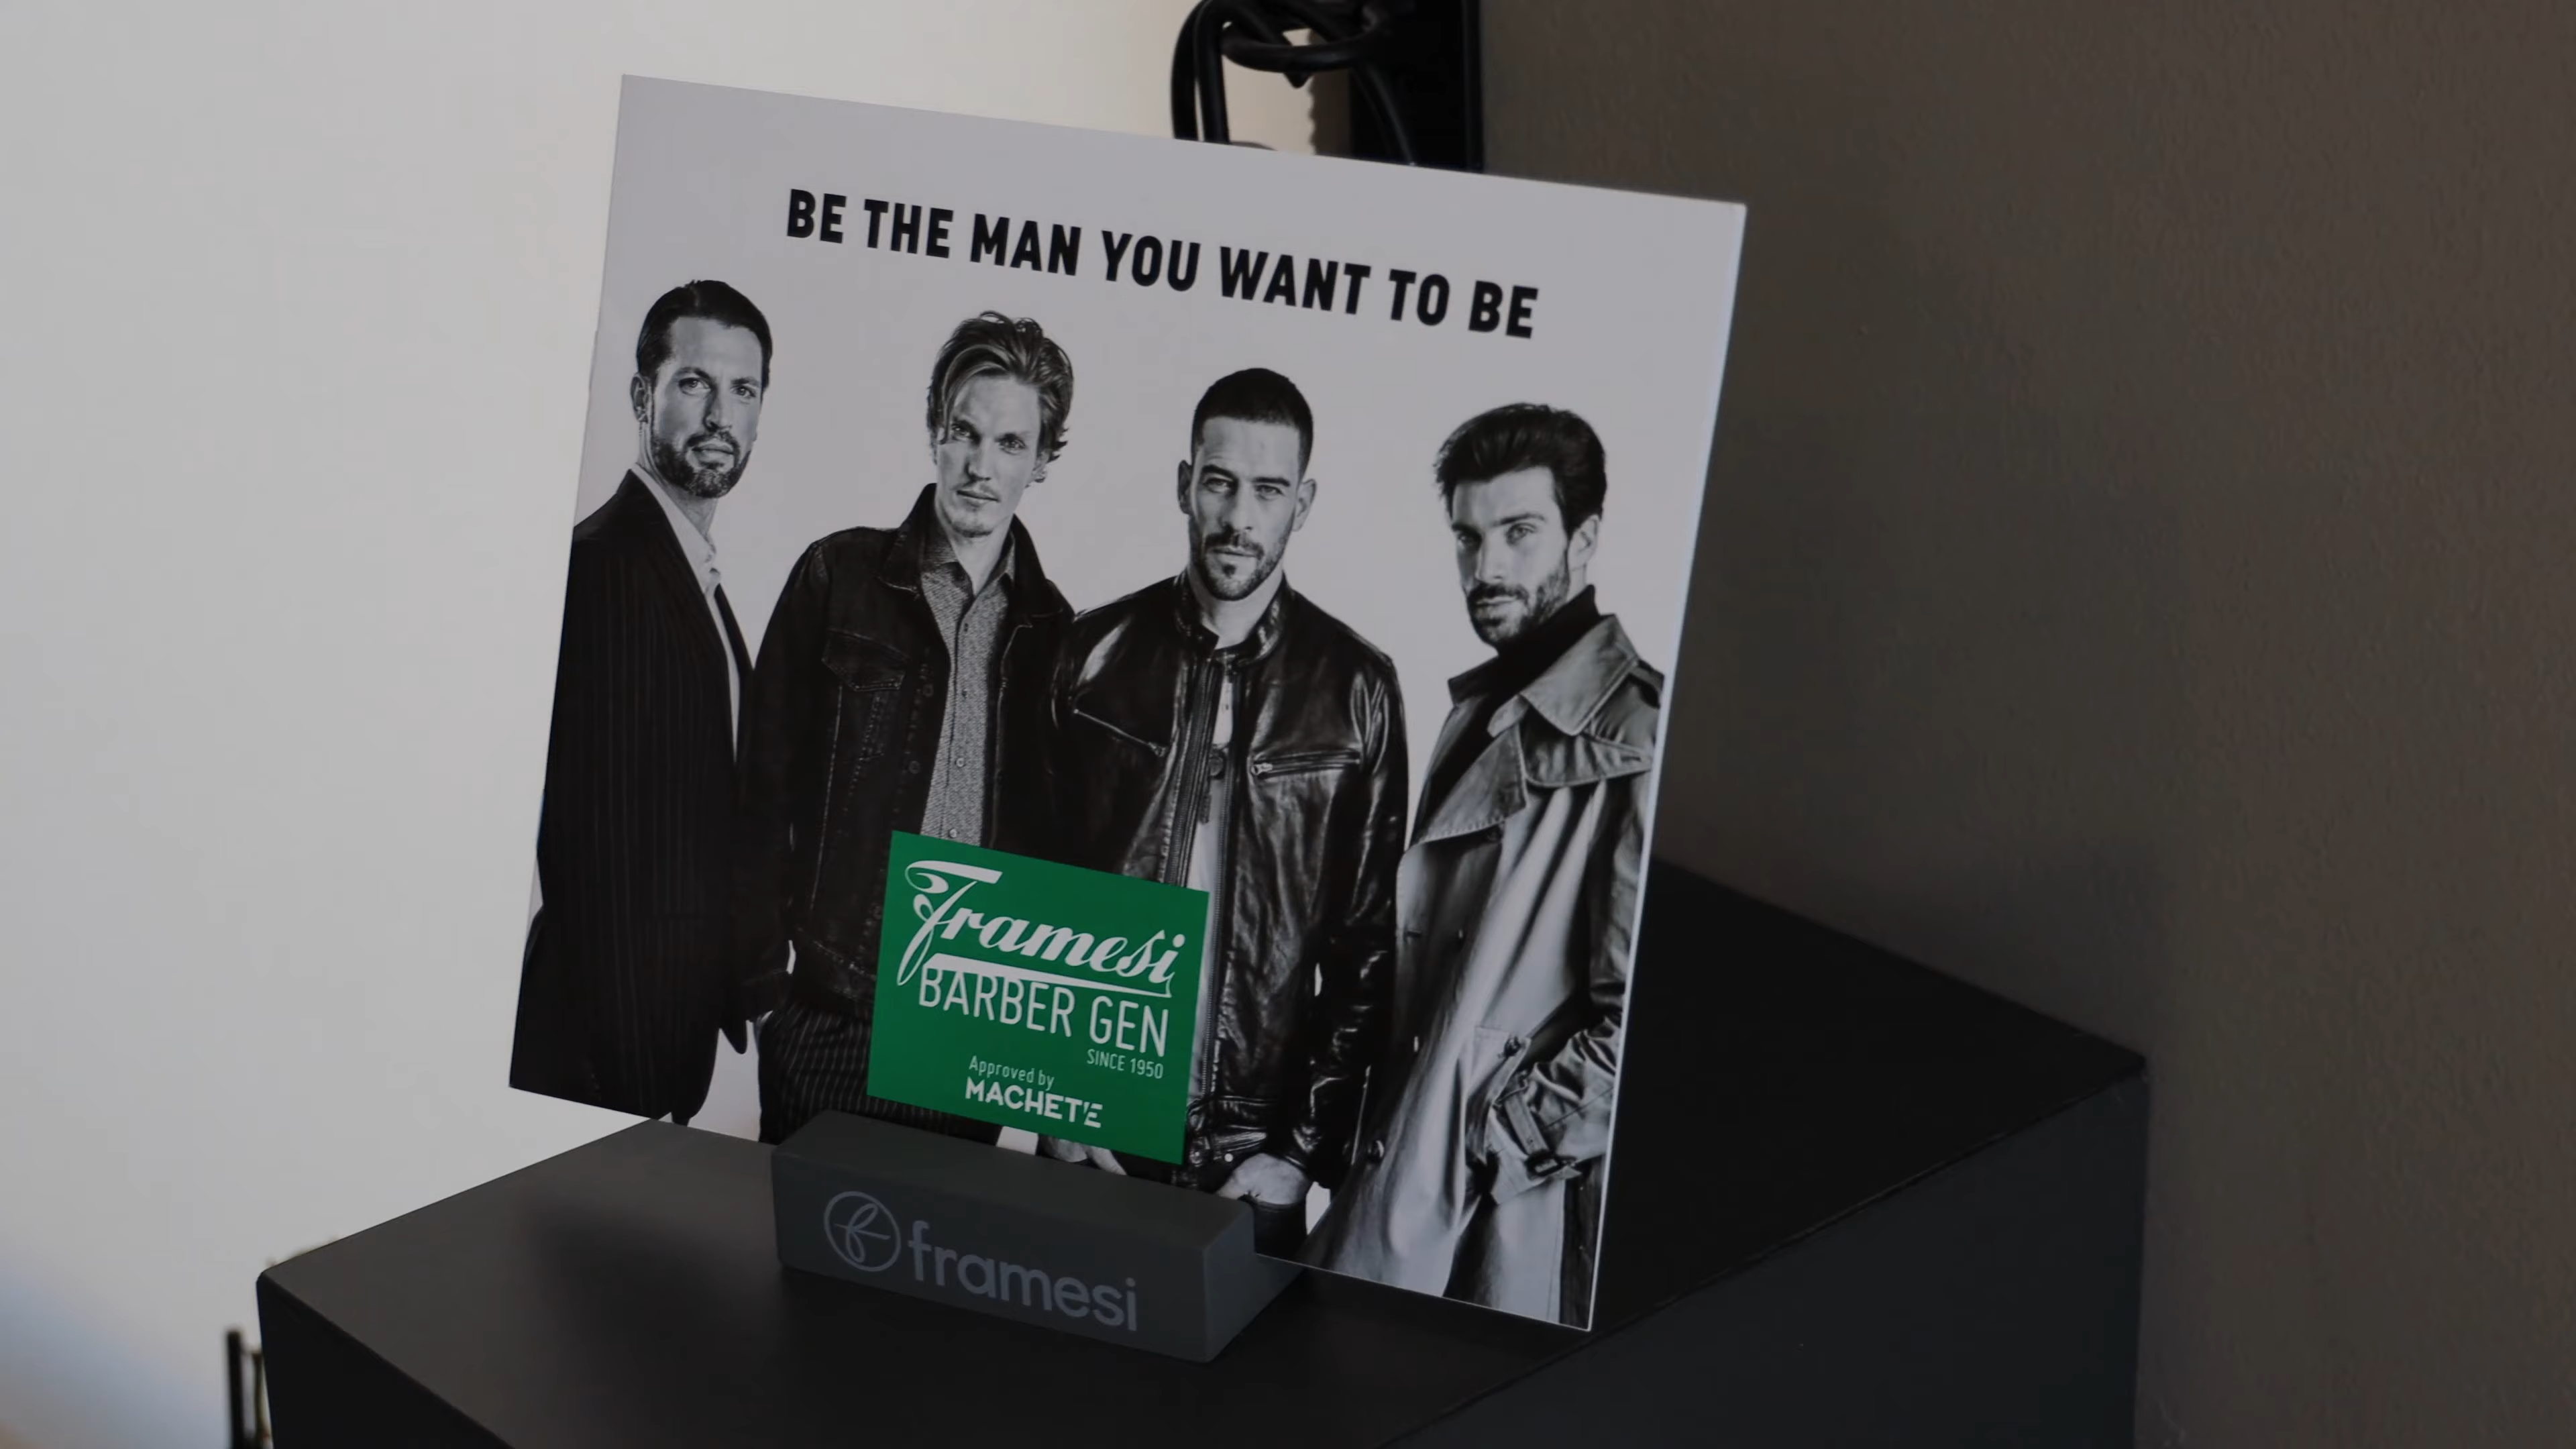 BE THE MAN YOU WANT TO BE
Framesi
BARBER GEN
SINCE 1950
Approved by
MACHETE
framesi